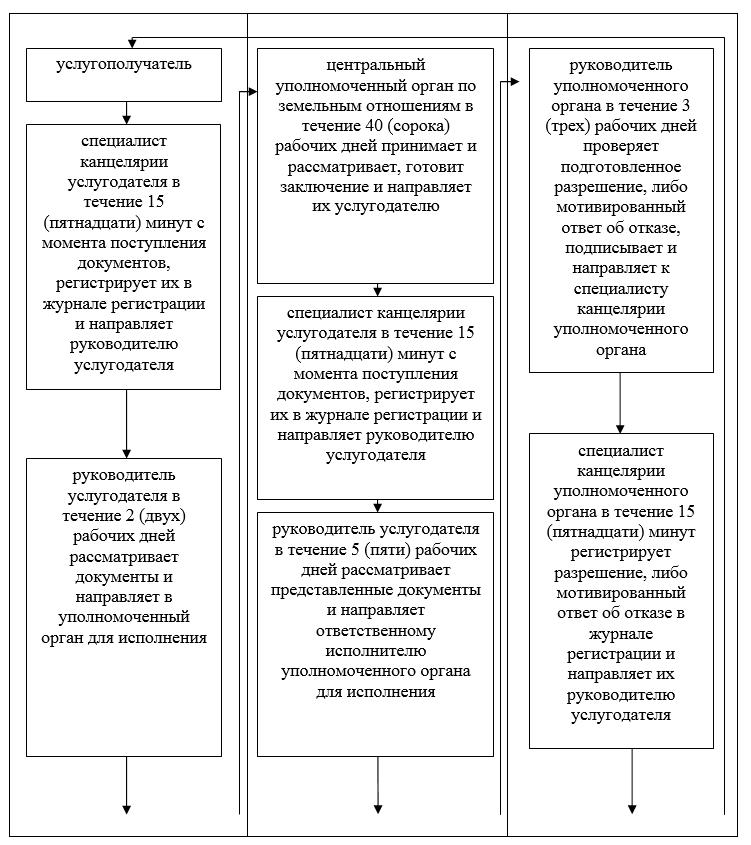 услугополучатель
специалист
канцелярии
услугодателя в
течение 15
(пятнадцати) минут с
момента поступления
документов,
регистрирует их в
журнале регистрации
и направляет
руководителю
услугодателя
руководитель
услугодателя в
течение 2 (двух)
рабочих дней
рассматривает
документы и
направляет в
уполномоченный
орган для исполнения
центральный
уполномоченный орган по
земельным отношениям в
течение 40 (сорока)
рабочих дней принимает и
рассматривает, готовит
заключение и направляет
их услугодателю
специалист канцелярии
услугодателя в течение 15
(пятнадцати) минут с
момента поступления
документов, регистрирует
их в журнале регистрации и
направляет руководителю
услугодателя
руководитель услугодателя
в течение 5 (пяти) рабочих
дней рассматривает
представленные документы
и направляет
ответственному
исполнителю
уполномоченного органа
для исполнения
руководитель
уполномоченного
органа в течение 3
(трех) рабочих дней
проверяет
подготовленное
разрешение, либо
мотивированный
ответ об отказе,
подписывает и
направляет к
специалисту
канцелярии
уполномоченного
органа
специалист
канцелярии
уполномоченного
органа в течение 15
(пятнадцати) минут
регистрирует
разрешение, либо
мотивированный
ответ об отказе в
журнале
регистрации и
направляет их
руководителю
услугодателя